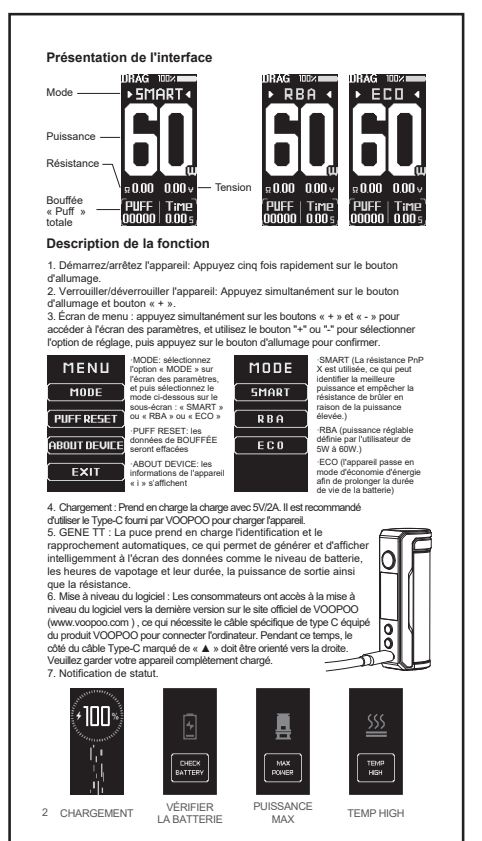 Présentation de l'interface
Mode
Puissance
Résistance
Bouffée
« Puff »
totale
DRAG 100%
SMART
60
W
Ω 0.00 0.00 v
PUFF Time
00000 0.00 s
Tension
DRAG 100%
RBA
60
W
Ω 0.00 0.00 v
PUFF Time
00000 0.00 s
DRAG 100%
ECO
60
W
Ω 0.00 0.00 v
PUFF Time
00000 0.00 s
Description de la fonction
1. Démarrez/arrêtez l'appareil: Appuyez cinq fois rapidement sur le bouton
d'allumage.
2. Verrouiller/déverrouiller l'appareil: Appuyez simultanément sur le bouton
d'allumage et bouton « + ».
3. Écran de menu : appuyez simultanément sur les boutons « + » et « - » pour
accéder à l'écran des paramètres, et utilisez le bouton "+" ou "-" pour sélectionner
l'option de réglage, puis appuyez sur le bouton d'allumage pour confirmer.
MENU
MODE
PUFF RESET
ABOUT DEVICE
EXIT
·MODE: sélectionnez
l'option « MODE » sur
l'écran des paramètres,
et puis sélectionnez le
mode ci-dessous sur le
sous-écran : « SMART »
ou « RBA » ou « ECO »
·PUFF RESET: les
données de BOUFFÉE
seront effacées
·ABOUT DEVICE: les
informations de l'appareil
« i » s'affichent
MODE
SMART
RBA
ECO
·SMART (La résistance PnP
X est utilisée, ce qui peut
identifier la meilleure
puissance et empêcher la
résistance de brûler en
raison de la puissance
élevée.)
·RBA (puissance réglable
définie par l'utilisateur de
5W à 60W.)
·ECO (l'appareil passe en
mode d'économie d'énergie
afin de prolonger la durée
de vie de la batterie)
4. Chargement : Prend en charge la charge avec 5V/2A. Il est recommandé
d'utiliser le Type-C fourni par VOOPOO pour charger l'appareil.
5. GENE TT : La puce prend en charge l'identification et le
rapprochement automatiques, ce qui permet de générer et d'afficher
intelligemment à l'écran des données comme le niveau de batterie,
les heures de vapotage et leur durée, la puissance de sortie ainsi
que la résistance.
6. Mise à niveau du logiciel : Les consommateurs ont accès à la mise à
niveau du logiciel vers la dernière version sur le site officiel de VOOPOO
(www.voopoo.com ) , ce qui nécessite le câble spécifique de type C équipé
du produit VOOPOO pour connecter l'ordinateur. Pendant ce temps, le
côté du câble Type-C marqué de « ▲ » doit être orienté vers la droite.
Veuillez garder votre appareil complètement chargé.
7. Notification de statut.
100%
CHECK
BATTERY
MAX
POWER
TEMP
HIGH
CHARGEMENT
VÉRIFIER
LA BATTERIE
PUISSANCE
MAX
TEMP HIGH
2